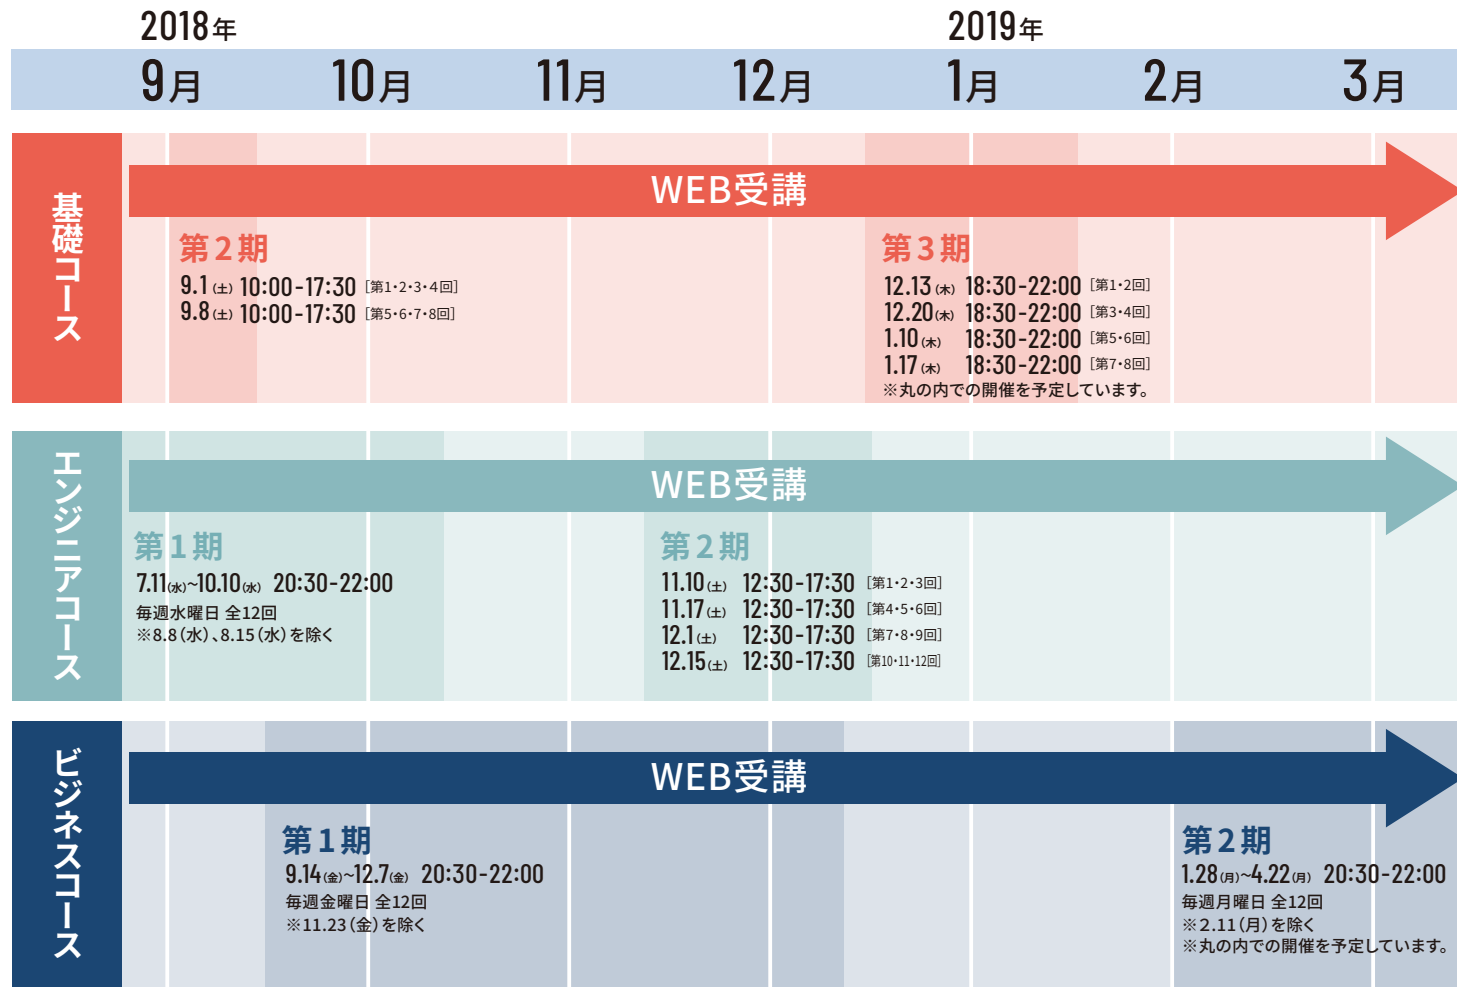 2018年 2019年
9月 10月 11月 12月 1月 2月 3月
基礎コース
WEB受講
第2期
9.1(土) 10:00-17:30 [第1・2・3・4回]
9.8(土) 10:00-17:30 [第5・6・7・8回]
第3期
12.13(木) 18:30-22:00 [第1・2回]
12.20(木) 18:30-22:00 [第3・4回]
1.10(木) 18:30-22:00 [第5・6回]
1.17(木) 18:30-22:00 [第7・8回]
※丸の内での開催を予定しています。
エンジニアコース
WEB受講
第1期
7.11(水)~10.10(水) 20:30-22:00
毎週水曜日 全12回
※8.8(水)、8.15(水)を除く
第2期
11.10(土) 12:30-17:30 [第1・2・3回]
11.17(土) 12:30-17:30 [第4・5・6回]
12.1(土) 12:30-17:30 [第7・8・9回]
12.15(土) 12:30-17:30 [第10・11・12回]
ビジネスコース
WEB受講
第1期
9.14(金)~12.7(金) 20:30-22:00
毎週金曜日 全12回
※11.23(金)を除く
第2期
1.28(月)~4.22(月) 20:30-22:00
毎週月曜日 全12回
※2.11(月)を除く
※丸の内での開催を予定しています。